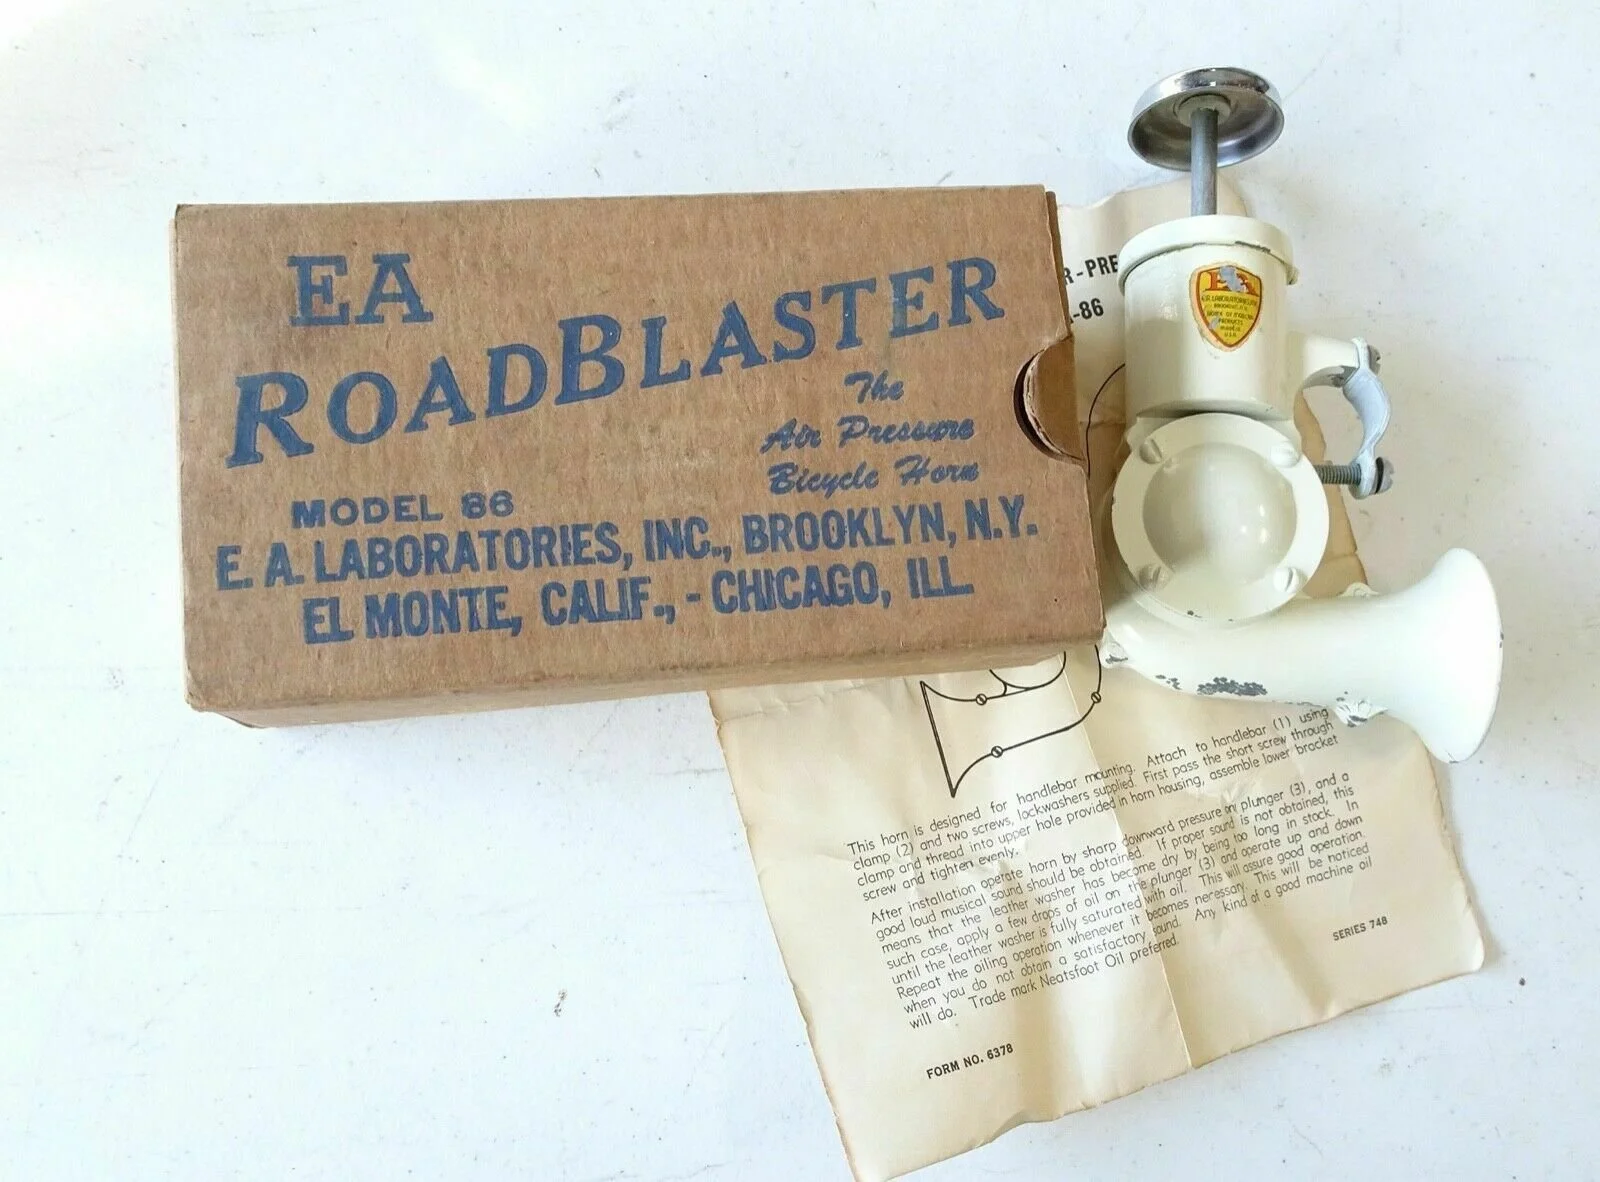 EA
ROADBLASTER
The
Air Pressure
Bicycle Horn
MODEL 86
E. A. LABORATORIES, INC., BROOKLYN, N.Y.
EL MONTE, CALIF., - CHICAGO, ILL.
R-PRE
-86
EA
E.A. LABORATORIES, INC.
BROOKLYN, N.Y.
PRODUCTS
MADE IN
U.S.A.
This horn is designed for handlebar mounting. Attach to handlebar (1) using
clamp (2) and two screws, lockwashers supplied. First pass the short screw through
clamp and thread into upper hole provided in horn housing, assemble lower bracket
screw and tighten evenly.
After installation operate horn by sharp downward pressure on plunger (3), and a
good loud musical sound should be obtained. If proper sound is not obtained, this
means that the leather washer has become dry by being too long in stock. In
such case, apply a few drops of oil on the plunger (3) and operate up and down
until the leather washer is fully saturated with oil. This will assure good operation.
Repeat the oiling operation whenever it becomes necessary. This will be noticed
when you do not obtain a satisfactory sound. Any kind of a good machine oil
will do. Trade mark Neatsfoot Oil preferred.
SERIES 748
FORM NO. 6378